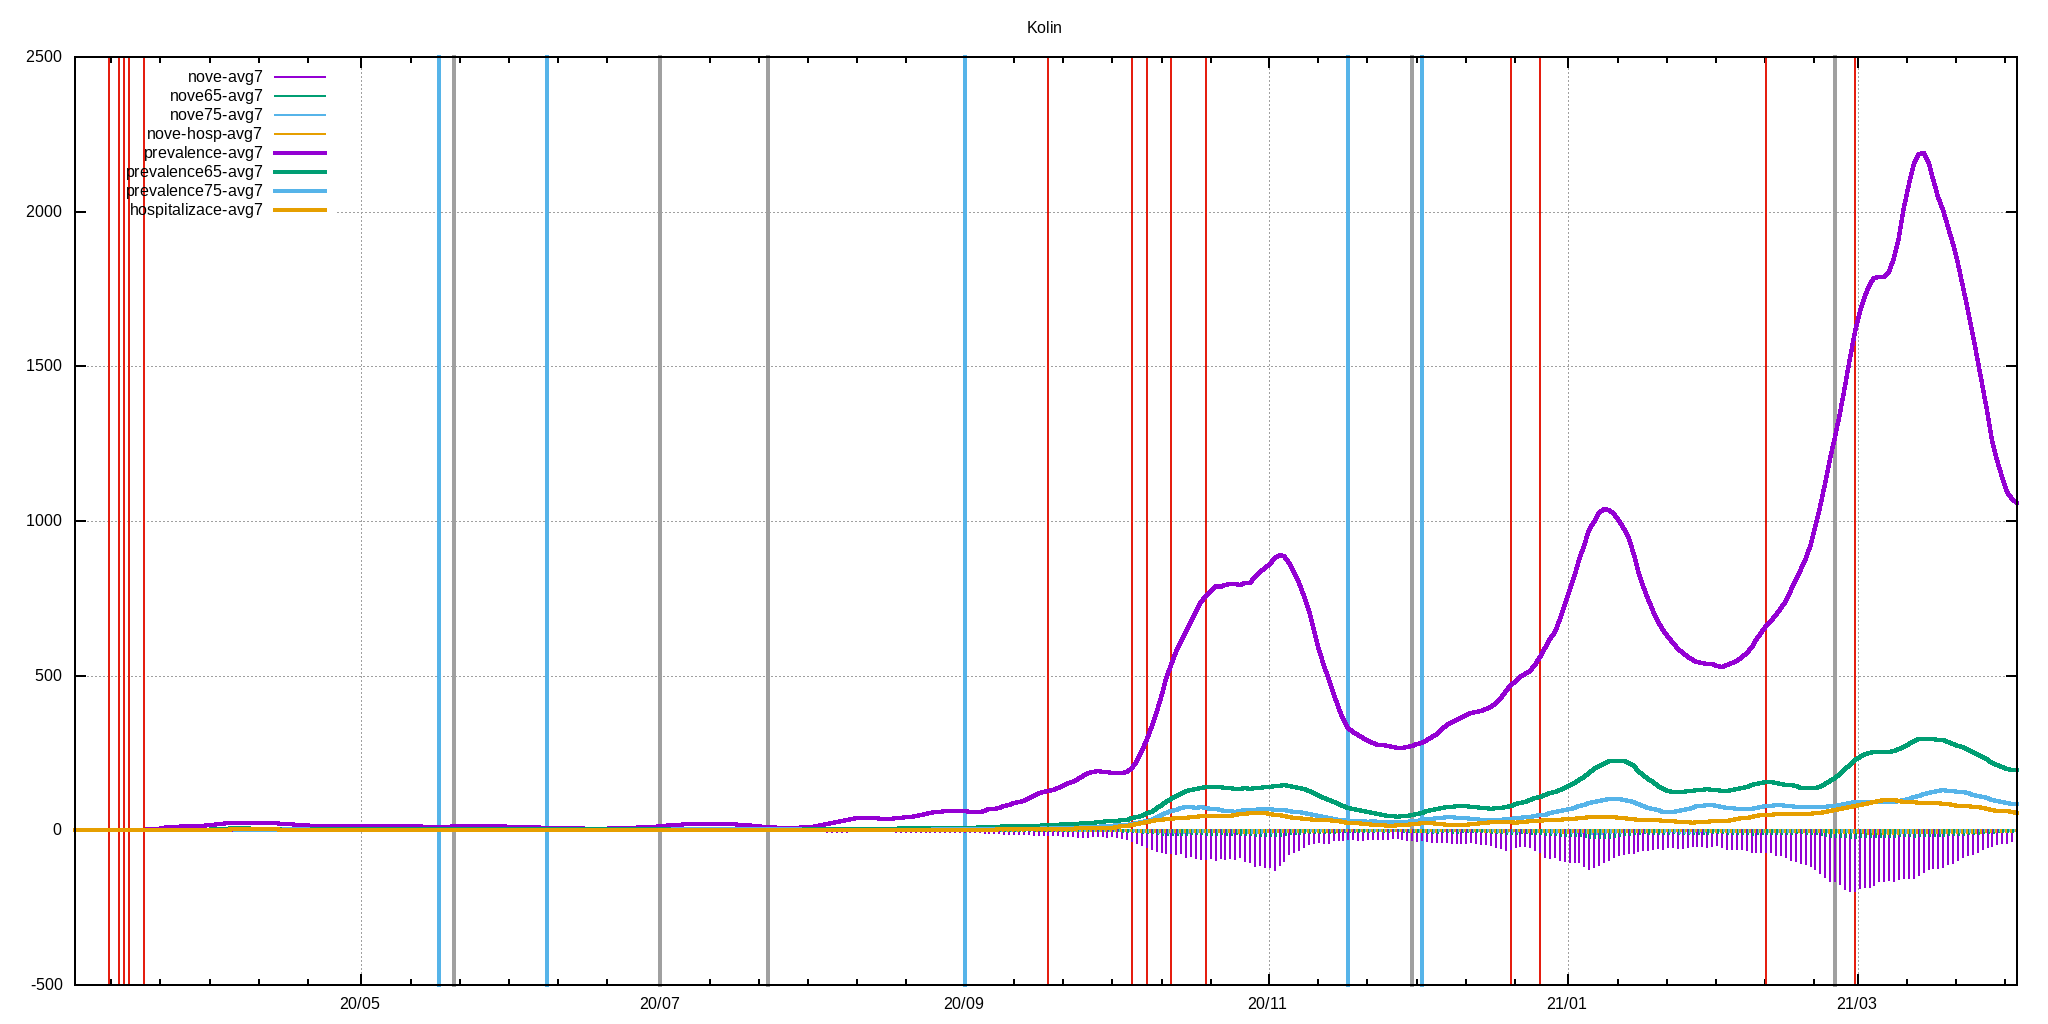 Kolin
2500
2000
1500
1000
500
0
-500
nove-avg7
nove65-avg7
nove75-avg7
nove-hosp-avg7
prevalence-avg7
prevalence65-avg7
prevalence75-avg7
hospitalizace-avg7
20/05 20/07 20/09 20/11 21/01 21/03